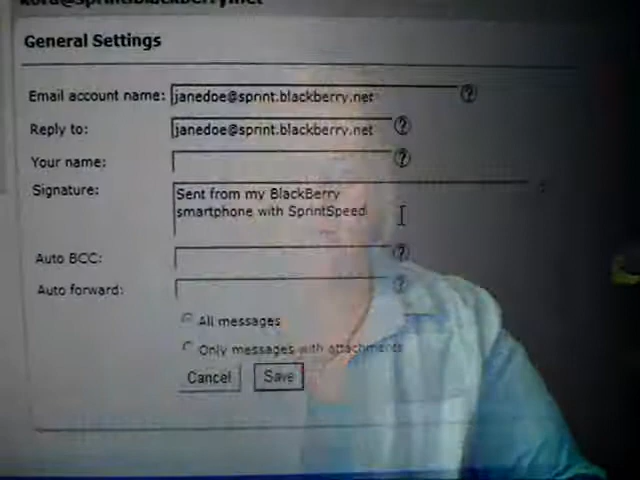 General Settings
Email account name: janedoe@sprint.blackberry.net
Reply to: janedoe@sprint.blackberry.net
Your name:
Signature: Sent from my BlackBerry
smartphone with SprintSpeed
Auto BCC:
Auto forward:
All messages
Only messages with attachments
Cancel Save